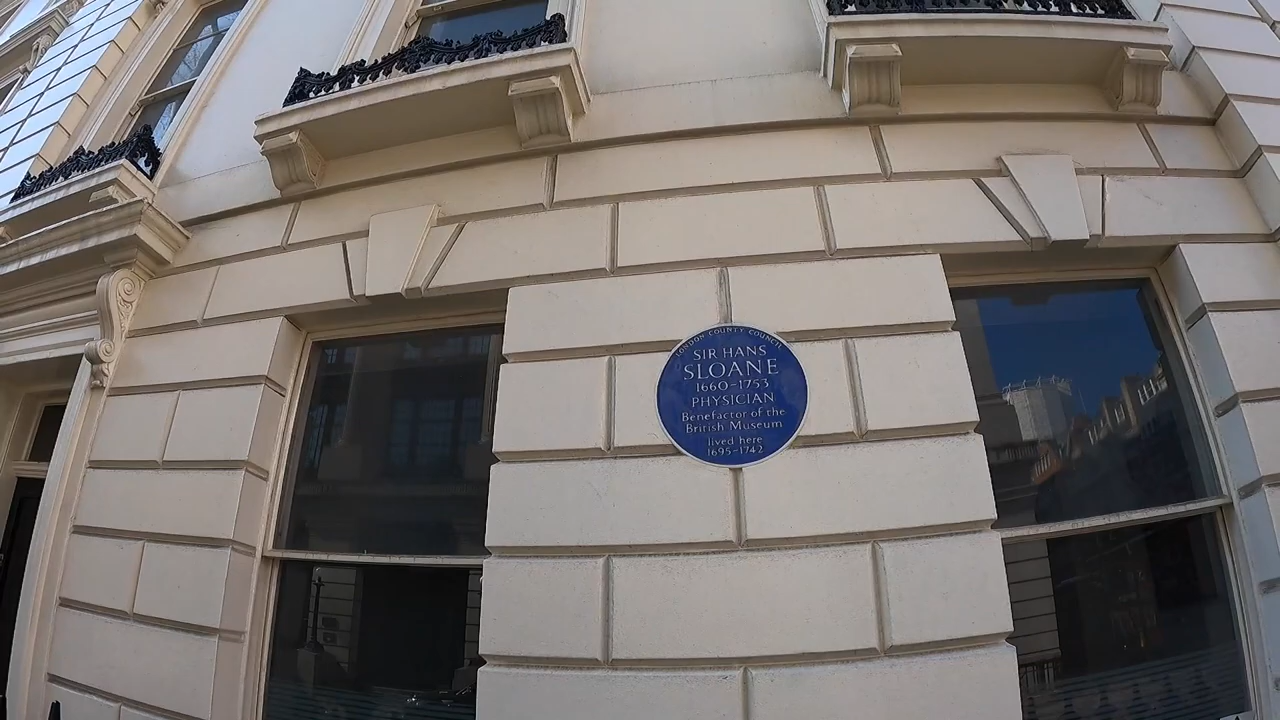 LONDON COUNTY COUNCIL
SIR HANS
SLOANE
1660-1753
PHYSICIAN
Benefactor of the
British Museum
lived here
1695-1742